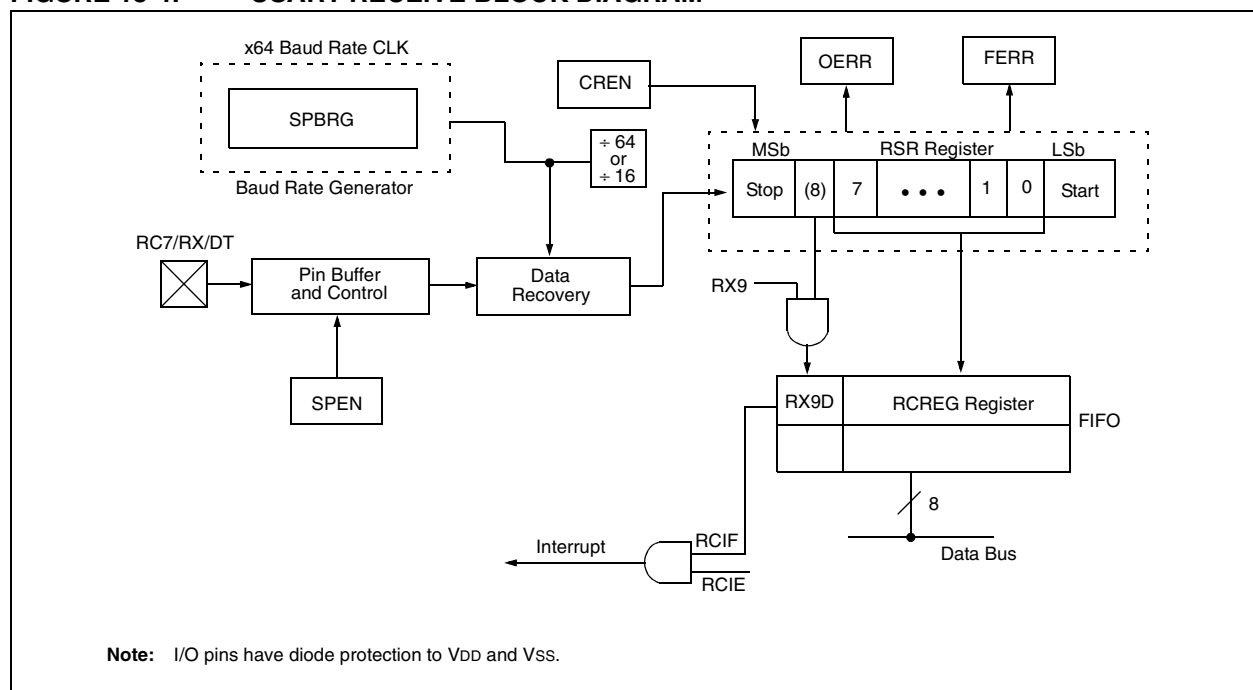 x64 Baud Rate CLK
SPBRG
Baud Rate Generator
CREN
OERR
FERR
÷ 64
or
÷ 16
MSb
RSR Register
LSb
Stop
(8)
7
• • •
1
0
Start
RC7/RX/DT
Pin Buffer
and Control
Data
Recovery
SPEN
RX9
RX9D
RCREG Register
FIFO
8
Data Bus
Interrupt
RCIF
RCIE
Note: I/O pins have diode protection to VDD and VSS.